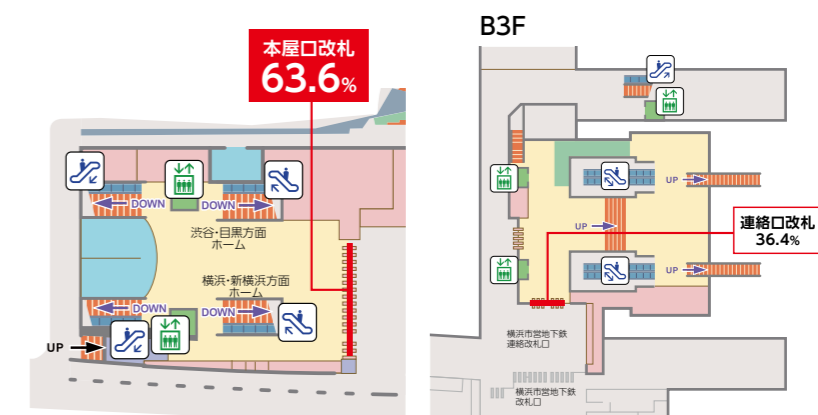 本屋口改札
63.6%
DOWN
DOWN
渋谷・目黒方面
ホーム
横浜・新横浜方面
ホーム
DOWN
DOWN
UP
B3F
UP
UP
連絡口改札
36.4%
UP
横浜市営地下鉄
連絡改札口
横浜市営地下鉄
改札口